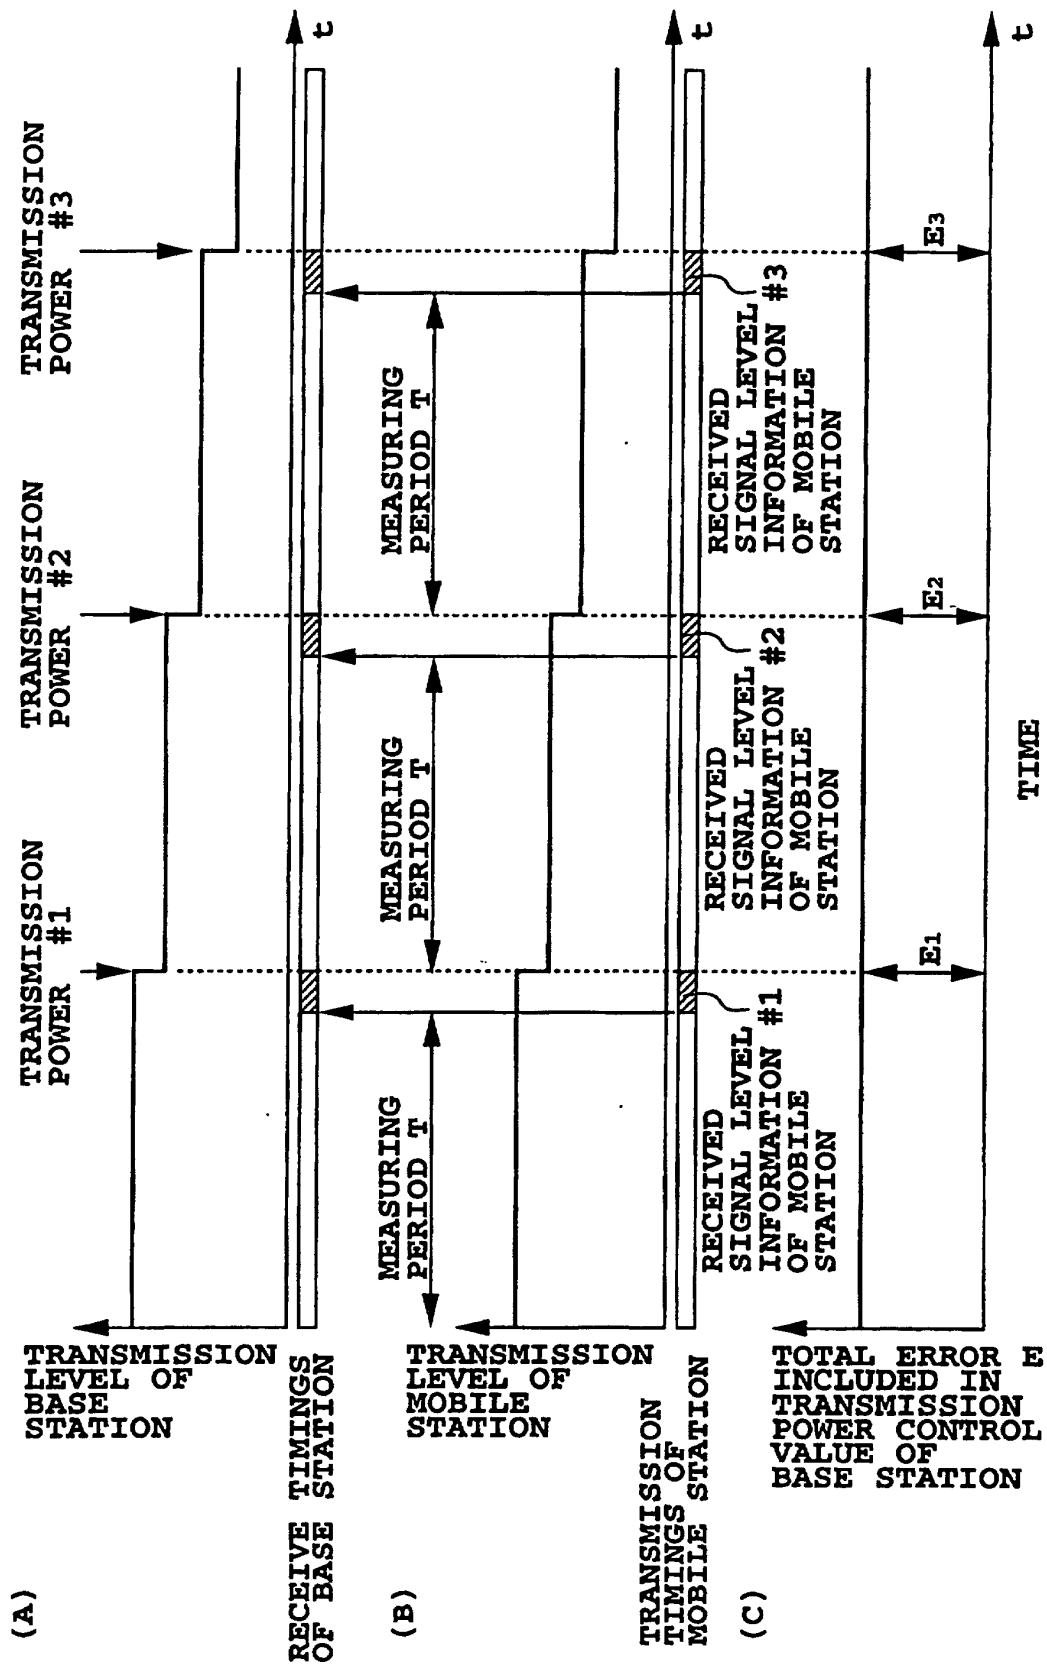 (A)
TRANSMISSION
LEVEL OF
BASE
STATION
TRANSMISSION
POWER #1
TRANSMISSION
POWER #2
TRANSMISSION
POWER #3
t
RECEIVE TIMINGS
OF BASE STATION
(B)
MEASURING
PERIOD T
MEASURING
PERIOD T
MEASURING
PERIOD T
TRANSMISSION
LEVEL OF
MOBILE
STATION
t
TRANSMISSION
TIMINGS OF
MOBILE STATION
RECEIVED
SIGNAL LEVEL
INFORMATION #1
OF MOBILE
STATION
RECEIVED
SIGNAL LEVEL
INFORMATION #2
OF MOBILE
STATION
RECEIVED
SIGNAL LEVEL
INFORMATION #3
OF MOBILE
STATION
(C)
TOTAL ERROR E
INCLUDED IN
TRANSMISSION
POWER CONTROL
VALUE OF
BASE STATION
E1
E2
E3
t
TIME